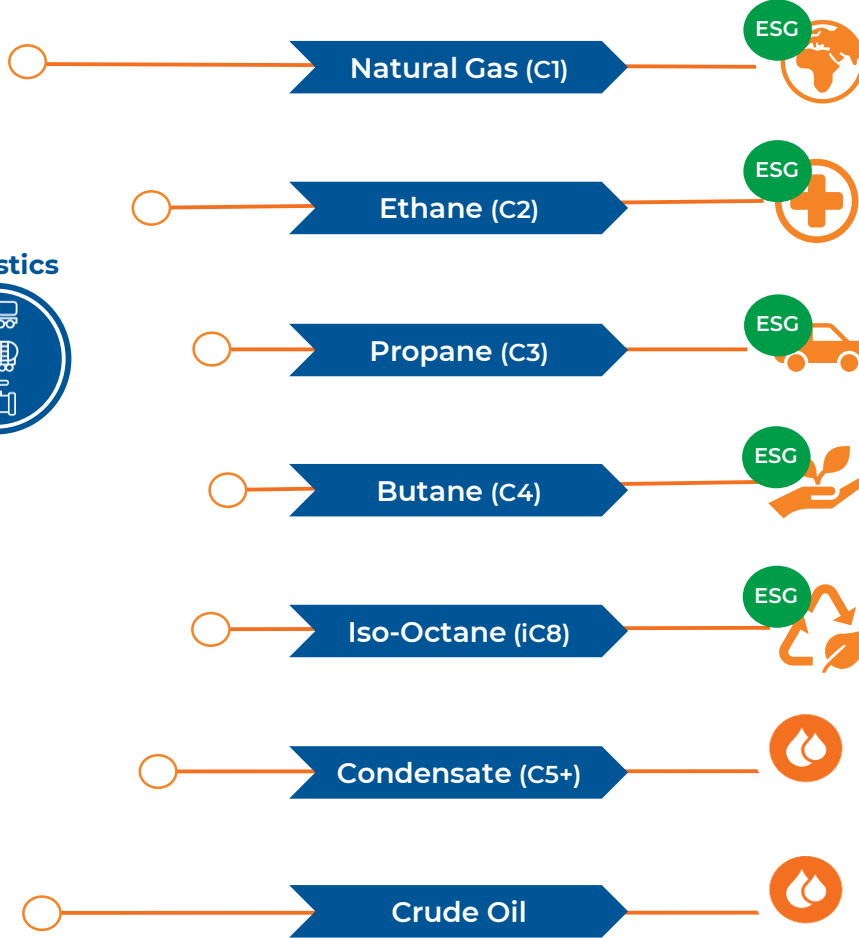 ESG
Natural Gas (C1)
ESG
Ethane (C2)
ESG
Propane (C3)
ESG
Butane (C4)
ESG
Iso-Octane (iC8)
Condensate (C5+)
Crude Oil